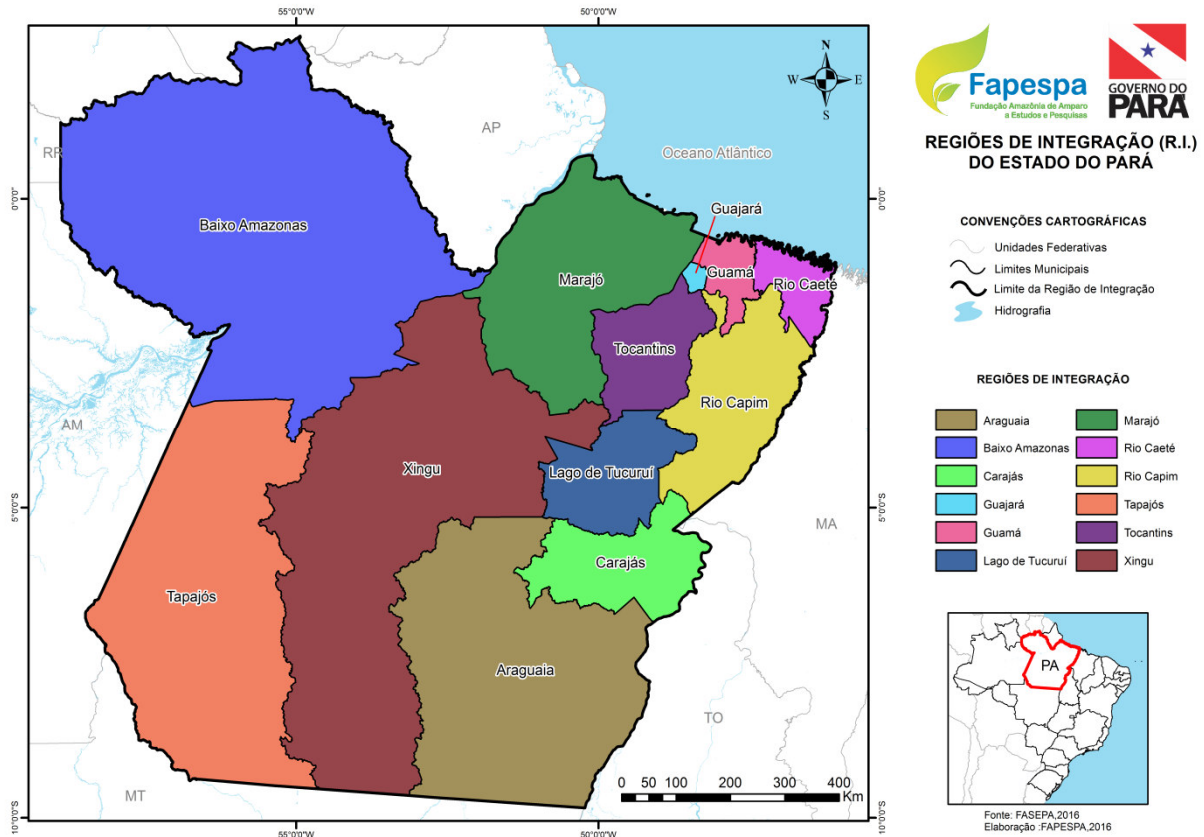 55°0'0"W
50°0'0"W
N
W
E
S
AP
RR
Oceano Atlântico
0°0'0"
0°0'0"
Guajará
Baixo Amazonas
Marajó
Guamá
Rio Caeté
Tocantins
Rio Capim
AM
Xingu
Lago de Tucuruí
5°0'0"S
5°0'0"S
MA
Carajás
Tapajós
Araguaia
TO
MT
0 50 100 200 300 400
Km
10°0'0"S
10°0'0"S
55°0'0"W
50°0'0"W
Fapespa
Fundação Amazônia de Amparo
a Estudos e Pesquisas
GOVERNO DO
PARÁ
REGIÕES DE INTEGRAÇÃO (R.I.)
DO ESTADO DO PARÁ
CONVENÇÕES CARTOGRÁFICAS
Unidades Federativas
Limites Municipais
Limite da Região de Integração
Hidrografia
REGIÕES DE INTEGRAÇÃO
Araguaia
Marajó
Baixo Amazonas
Rio Caeté
Carajás
Rio Capim
Guajará
Tapajós
Guamá
Tocantins
Lago de Tucuruí
Xingu
PA
Fonte: FASEPA,2016
Elaboração :FAPESPA,2016